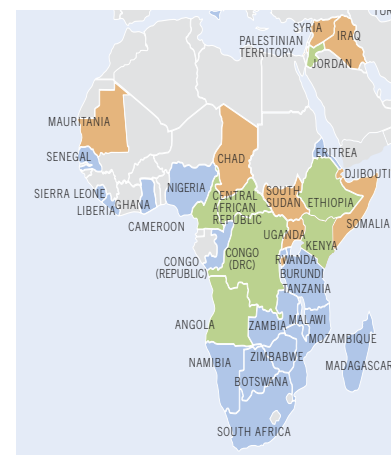 SYRIA
IRAQ
PALESTINIAN
TERRITORY
JORDAN
MAURITANIA
SENEGAL
CHAD
ERITREA
DJIBOUTI
SIERRA LEONE
GHANA
NIGERIA
CENTRAL
AFRICAN
REPUBLIC
SOUTH
SUDAN
ETHIOPIA
LIBERIA
CAMEROON
UGANDA
SOMALIA
KENYA
CONGO
(REPUBLIC)
CONGO
(DRC)
RWANDA
BURUNDI
TANZANIA
ANGOLA
ZAMBIA
MALAWI
MOZAMBIQUE
NAMIBIA
ZIMBABWE
MADAGASCAR
BOTSWANA
SOUTH AFRICA